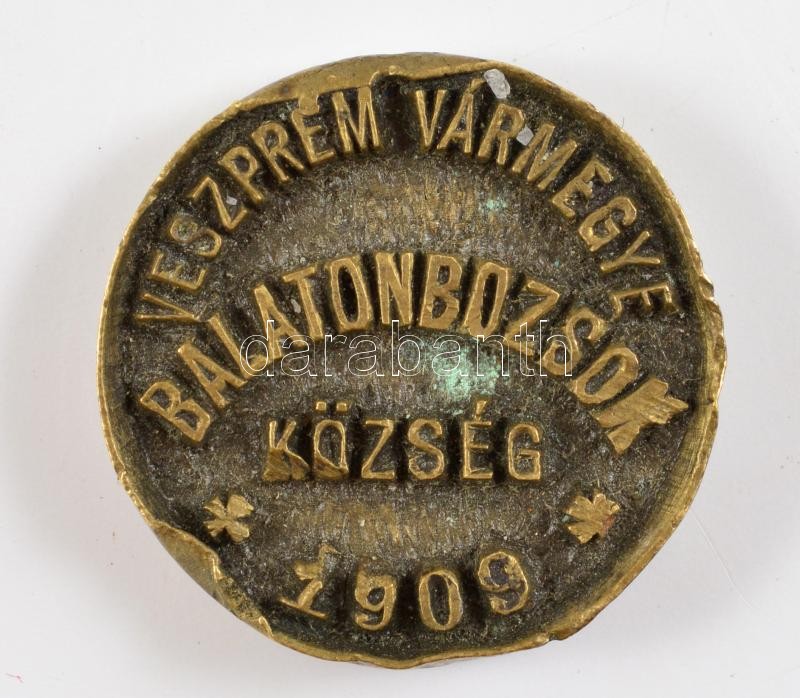 VESZPRÉM VÁRMEGYE
BALATONBOZSOK
KÖZSÉG
1909
darabanth